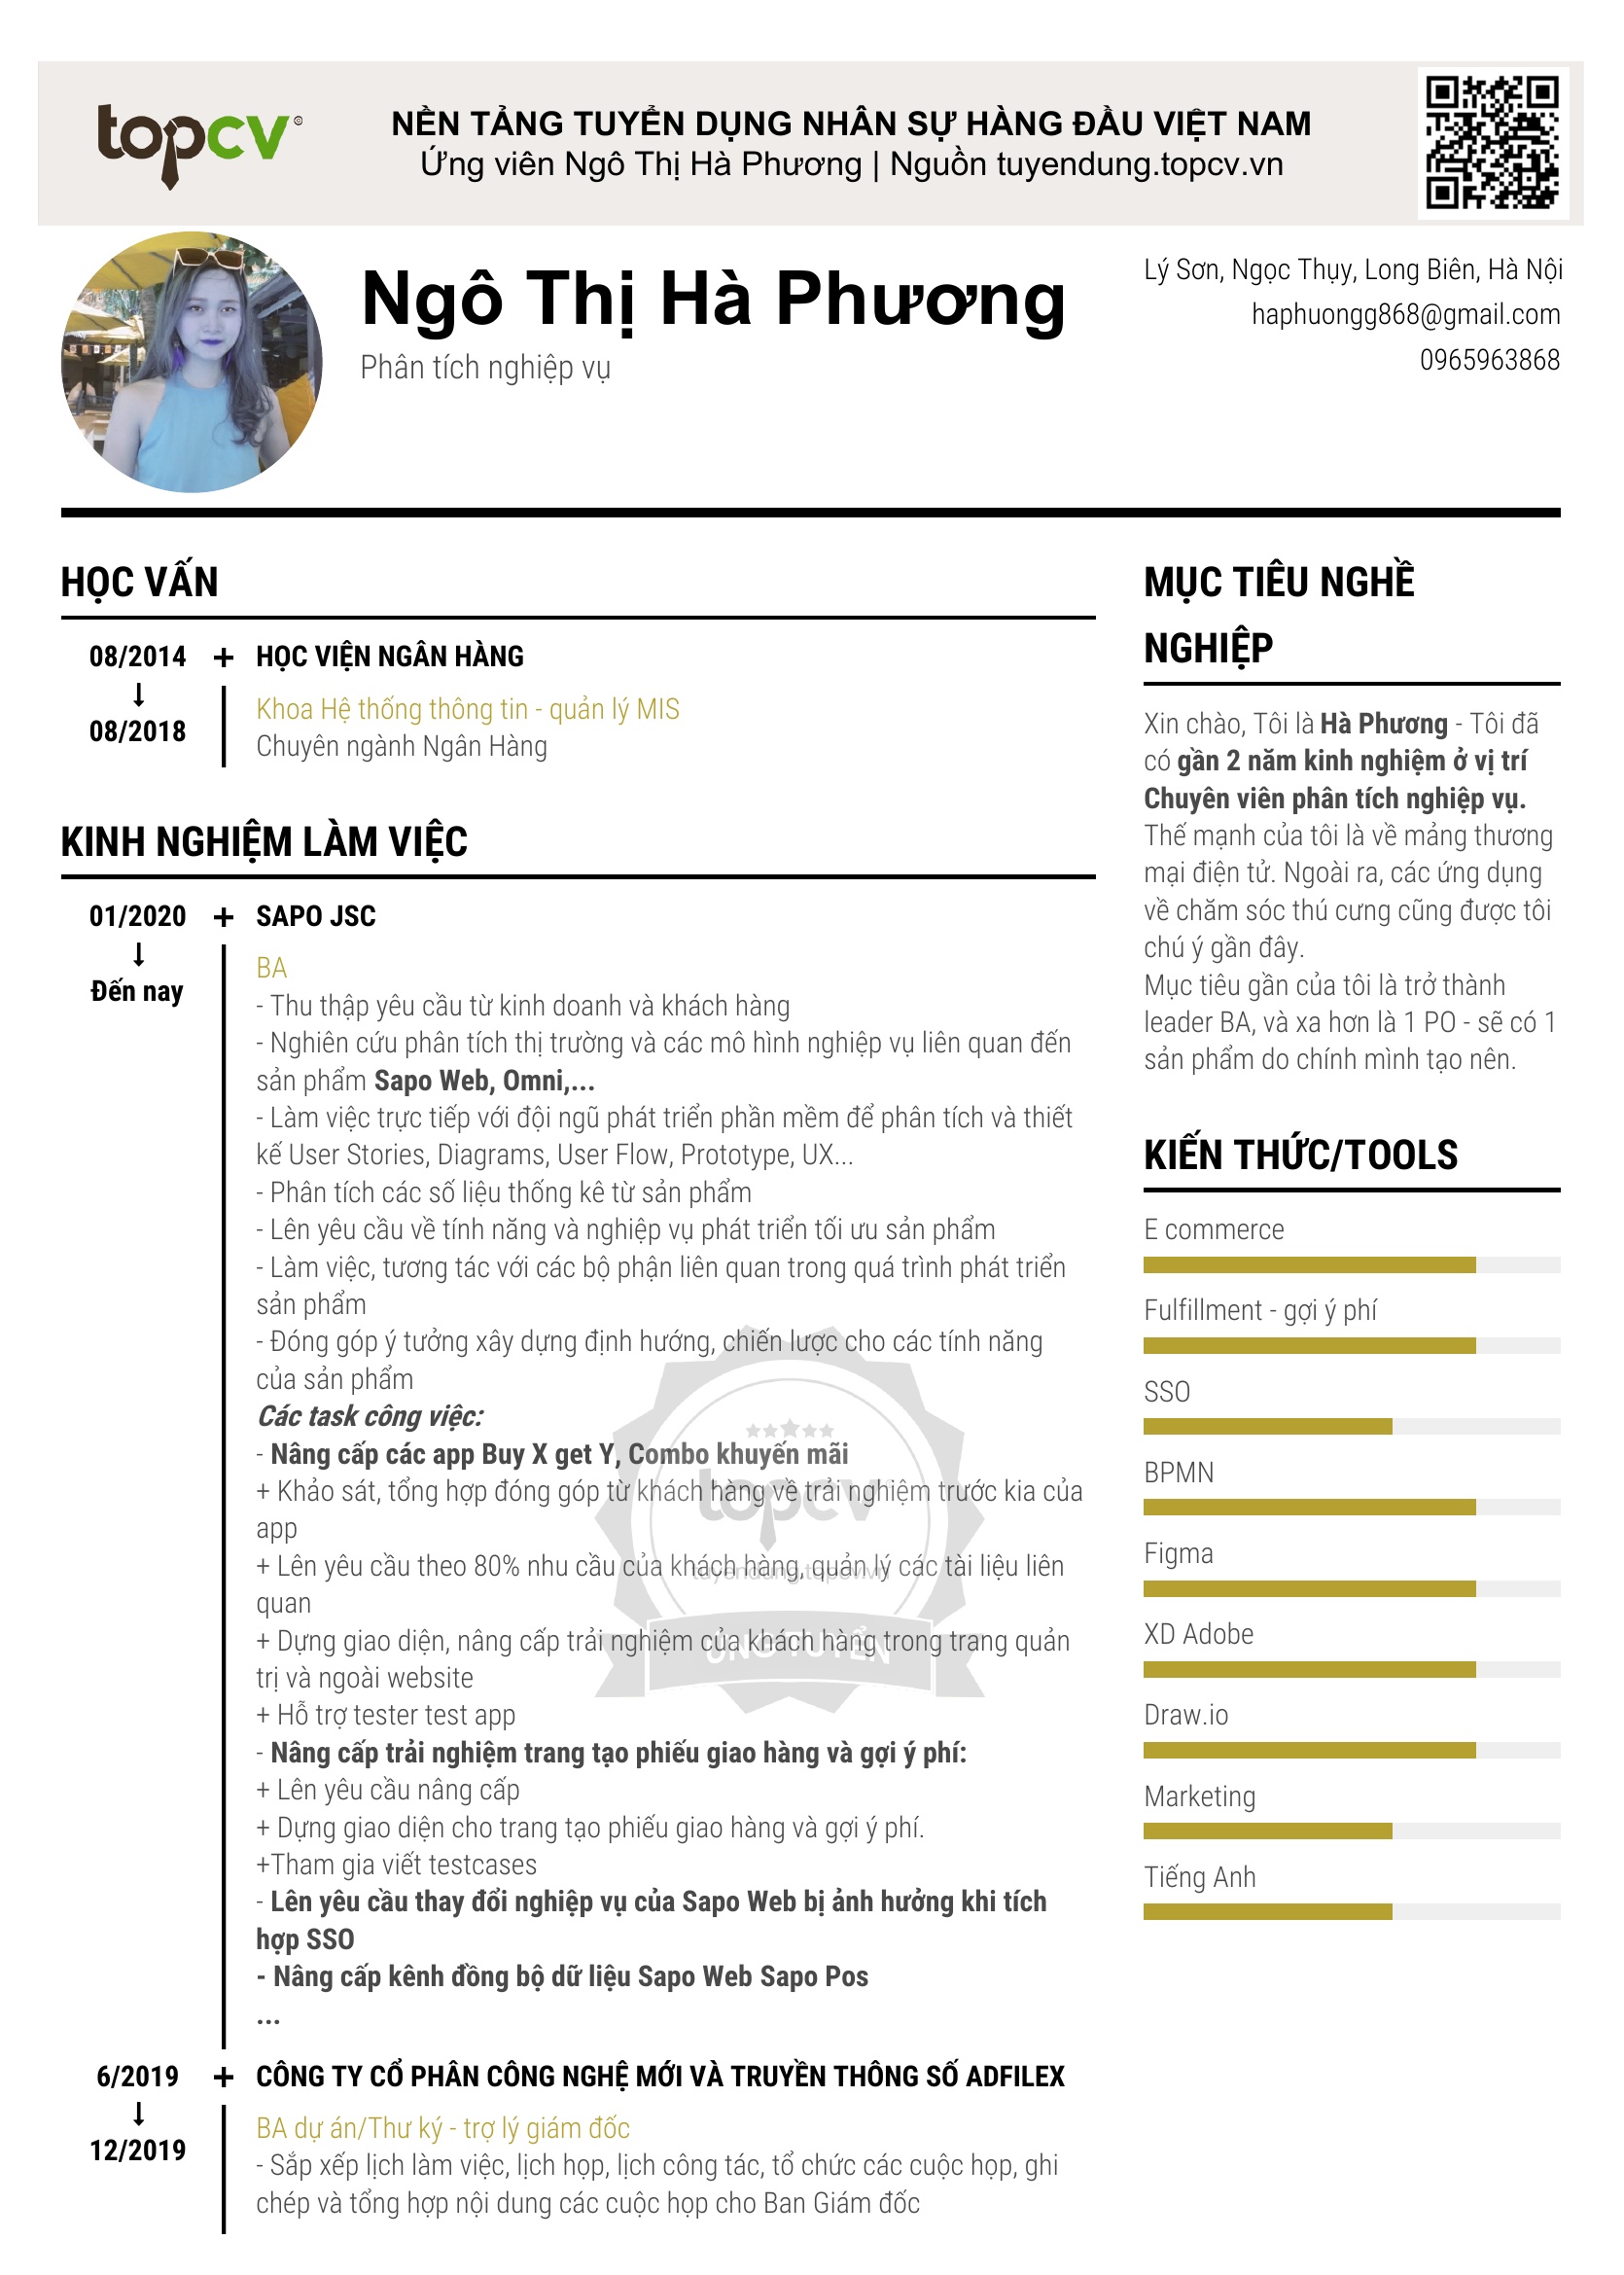 topcv
NỀN TẢNG TUYỂN DỤNG NHÂN SỰ HÀNG ĐẦU VIỆT NAM
Ứng viên Ngô Thị Hà Phương | Nguồn tuyendung.topcv.vn
Ngô Thị Hà Phương
Phân tích nghiệp vụ
Lý Sơn, Ngọc Thụy, Long Biên, Hà Nội
haphuongg868@gmail.com
0965963868
HỌC VẤN
08/2014
08/2018
HỌC VIỆN NGÂN HÀNG
Khoa Hệ thống thông tin - quản lý MIS
Chuyên ngành Ngân Hàng
KINH NGHIỆM LÀM VIỆC
01/2020
Đến nay
SAPO JSC
BA
- Thu thập yêu cầu từ kinh doanh và khách hàng
- Nghiên cứu phân tích thị trường và các mô hình nghiệp vụ liên quan đến
sản phẩm Sapo Web, Omni,...
- Làm việc trực tiếp với đội ngũ phát triển phần mềm để phân tích và thiết
kế User Stories, Diagrams, User Flow, Prototype, UX...
- Phân tích các số liệu thống kê từ sản phẩm
- Lên yêu cầu về tính năng và nghiệp vụ phát triển tối ưu sản phẩm
- Làm việc, tương tác với các bộ phận liên quan trong quá trình phát triển
sản phẩm
- Đóng góp ý tưởng xây dựng định hướng, chiến lược cho các tính năng
của sản phẩm
Các task công việc:
- Nâng cấp các app Buy X get Y, Combo khuyến mãi
+ Khảo sát, tổng hợp đóng góp từ khách hàng về trải nghiệm trước kia của
app
+ Lên yêu cầu theo 80% nhu cầu của khách hàng, quản lý các tài liệu liên
quan
+ Dựng giao diện, nâng cấp trải nghiệm của khách hàng trong trang quản
trị và ngoài website
+ Hỗ trợ tester test app
- Nâng cấp trải nghiệm trang tạo phiếu giao hàng và gợi ý phí:
+ Lên yêu cầu nâng cấp
+ Dựng giao diện cho trang tạo phiếu giao hàng và gợi ý phí.
+Tham gia viết testcases
- Lên yêu cầu thay đổi nghiệp vụ của Sapo Web bị ảnh hưởng khi tích
hợp SSO
- Nâng cấp kênh đồng bộ dữ liệu Sapo Web Sapo Pos
...
topcv
tuyendung.topcv.vn
ỨNG TUYỂN
6/2019
12/2019
CÔNG TY CỔ PHÂN CÔNG NGHỆ MỚI VÀ TRUYỀN THÔNG SỐ ADFILEX
BA dự án/Thư ký - trợ lý giám đốc
- Sắp xếp lịch làm việc, lịch họp, lịch công tác, tổ chức các cuộc họp, ghi
chép và tổng hợp nội dung các cuộc họp cho Ban Giám đốc
MỤC TIÊU NGHỀ
NGHIỆP
Xin chào, Tôi là Hà Phương - Tôi đã
có gần 2 năm kinh nghiệm ở vị trí
Chuyên viên phân tích nghiệp vụ.
Thế mạnh của tôi là về mảng thương
mại điện tử. Ngoài ra, các ứng dụng
về chăm sóc thú cưng cũng được tôi
chú ý gần đây.
Mục tiêu gần của tôi là trở thành
leader BA, và xa hơn là 1 PO - sẽ có 1
sản phẩm do chính mình tạo nên.
KIẾN THỨC/TOOLS
E commerce
Fulfillment - gợi ý phí
SSO
BPMN
Figma
XD Adobe
Draw.io
Marketing
Tiếng Anh